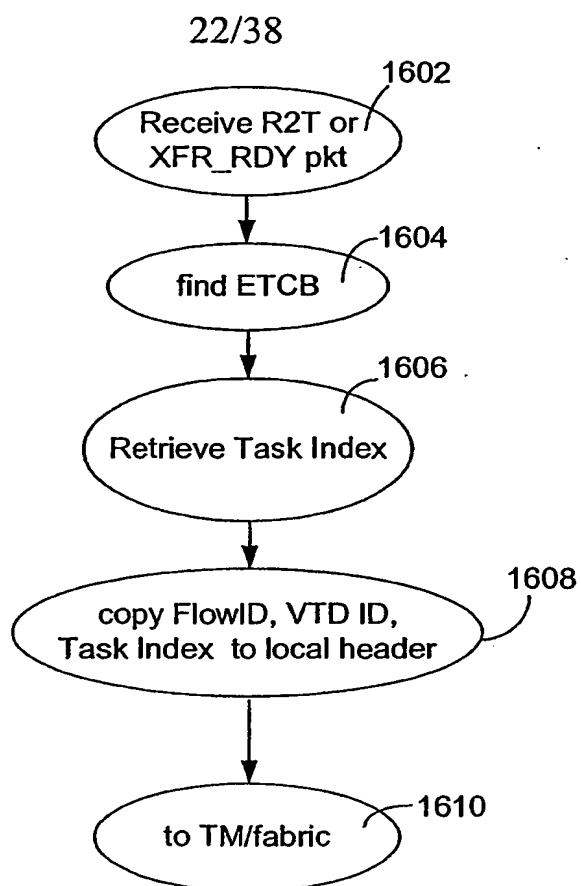 22/38
1602
Receive R2T or
XFR_RDY pkt
1604
find ETCB
1606
Retrieve Task Index
1608
copy FlowID, VTD ID,
Task Index to local header
1610
to TM/fabric